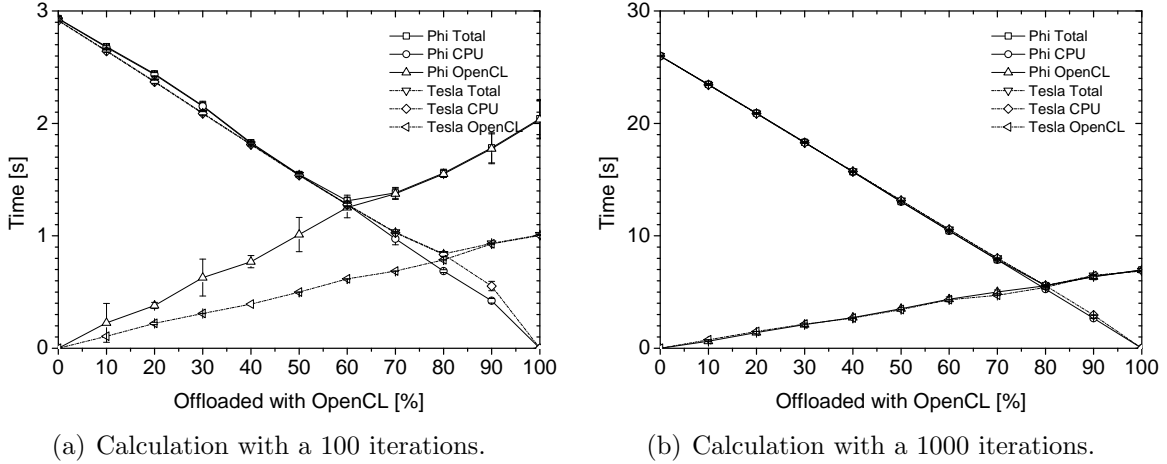 3
2
1
0
Time [s]
0 10 20 30 40 50 60 70 80 90 100
Offloaded with OpenCL [%]
Phi Total
Phi CPU
Phi OpenCL
Tesla Total
Tesla CPU
Tesla OpenCL
(a) Calculation with a 100 iterations.
30
20
10
0
Time [s]
0 10 20 30 40 50 60 70 80 90 100
Offloaded with OpenCL [%]
Phi Total
Phi CPU
Phi OpenCL
Tesla Total
Tesla CPU
Tesla OpenCL
(b) Calculation with a 1000 iterations.